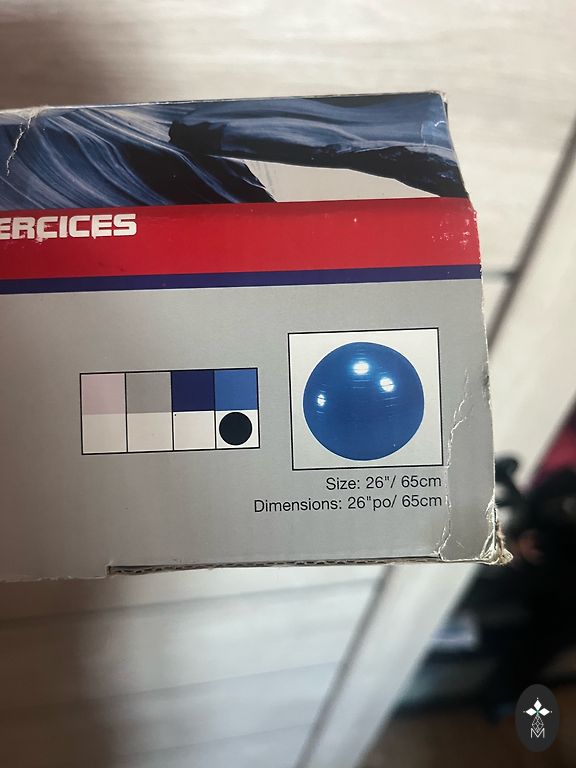 ERCICES
Size: 26"/ 65cm
Dimensions: 26"po/ 65cm
M